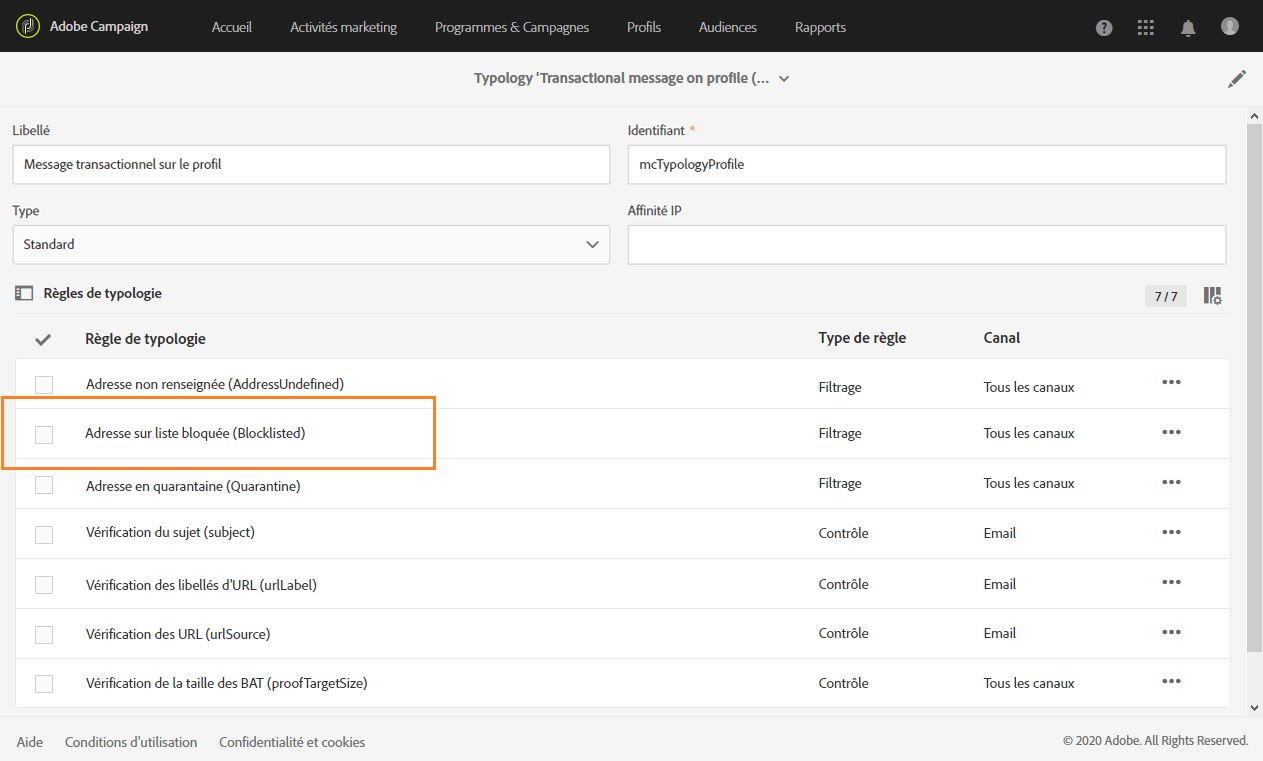 Adobe Campaign Accueil Activités marketing Programmes & Campagnes Profils Audiences Rapports ?
Typology 'Transactional message on profile (...
Libellé Identifiant *
Message transactionnel sur le profil mcTypologyProfile
Type Affinité IP
Standard
Règles de typologie 7 / 7
Règle de typologie Type de règle Canal
Adresse non renseignée (AddressUndefined) Filtrage Tous les canaux
Adresse sur liste bloquée (Blocklisted) Filtrage Tous les canaux
Adresse en quarantaine (Quarantine) Filtrage Tous les canaux
Vérification du sujet (subject) Contrôle Email
Vérification des libellés d'URL (urlLabel) Contrôle Email
Vérification des URL (urlSource) Contrôle Email
Vérification de la taille des BAT (proofTargetSize) Contrôle Tous les canaux
Aide Conditions d'utilisation Confidentialité et cookies © 2020 Adobe. All Rights Reserved.